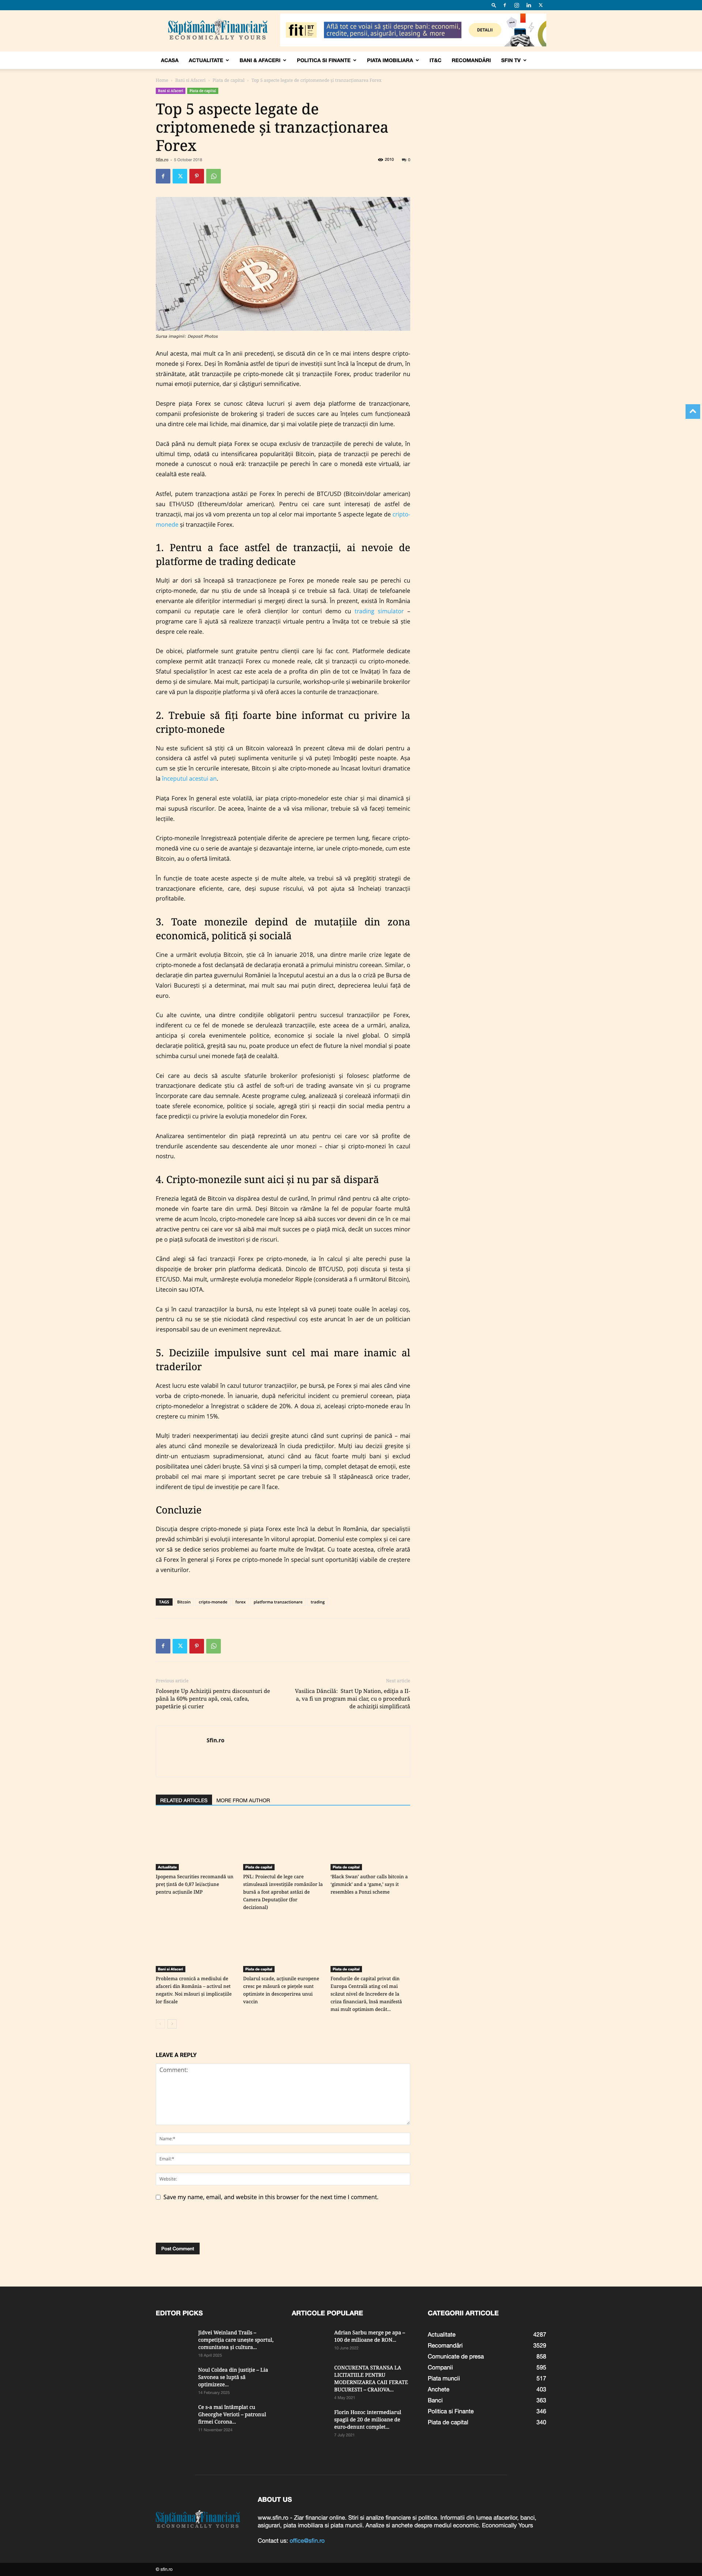 Săptămâna Financiară
ECONOMICALLY YOURS
fit BT
Află tot ce voiai să știi despre bani: economii,
credite, pensii, asigurări, leasing & more
DETALII
ACASA
ACTUALITATE
BANI & AFACERI
POLITICA SI FINANTE
PIATA IMOBILIARA
IT&C
RECOMANDĂRI
SFIN TV
Home
Bani si Afaceri
Piata de capital
Top 5 aspecte legate de criptomenede și tranzacționarea Forex
Bani si Afaceri
Piata de capital
Top 5 aspecte legate de
criptomenede și tranzacționarea
Forex
Sfin.ro - 5 October 2018
2010
0
Sursa imaginii: Deposit Photos
Anul acesta, mai mult ca în anii precedenți, se discută din ce în ce mai intens despre cripto-
monede și Forex. Deși în România astfel de tipuri de investiții sunt încă la început de drum, în
străinătate, atât tranzacțiile pe cripto-monede cât și tranzacțiile Forex, produc traderilor nu
numai emoții puternice, dar și câștiguri semnificative.
Despre piața Forex se cunosc câteva lucruri și avem deja platforme de tranzacționare,
companii profesioniste de brokering și traderi de succes care au înțeles cum funcționează
una dintre cele mai lichide, mai dinamice, dar și mai volatile piețe de tranzacții din lume.
Dacă până nu demult piața Forex se ocupa exclusiv de tranzacțiile de perechi de valute, în
ultimul timp, odată cu intensificarea popularității Bitcoin, piața de tranzacții pe perechi de
monede a cunoscut o nouă eră: tranzacțiile pe perechi în care o monedă este virtuală, iar
cealaltă este reală.
Astfel, putem tranzacționa astăzi pe Forex în perechi de BTC/USD (Bitcoin/dolar american)
sau ETH/USD (Ethereum/dolar american). Pentru cei care sunt interesați de astfel de
tranzacții, mai jos vă vom prezenta un top al celor mai importante 5 aspecte legate de cripto-
monede și tranzacțiile Forex.
1. Pentru a face astfel de tranzacții, ai nevoie de
platforme de trading dedicate
Mulți ar dori să înceapă să tranzacționeze pe Forex pe monede reale sau pe perechi cu
cripto-monede, dar nu știu de unde să înceapă și ce trebuie să facă. Uitați de telefoanele
enervante ale diferiților intermediari și mergeți direct la sursă. În prezent, există în România
companii cu reputație care le oferă clienților lor conturi demo cu trading simulator –
programe care îi ajută să realizeze tranzacții virtuale pentru a învăța tot ce trebuie să știe
despre cele reale.
De obicei, platformele sunt gratuite pentru clienții care își fac cont. Platformele dedicate
complexe permit atât tranzacții Forex cu monede reale, cât și tranzacții cu cripto-monede.
Sfatul specialiștilor în acest caz este acela de a profita din plin de tot ce învățați în faza de
demo și de simulare. Mai mult, participați la cursurile, workshop-urile și webinariile brokerilor
care vă pun la dispoziție platforma și vă oferă acces la conturile de tranzacționare.
2. Trebuie să fiți foarte bine informat cu privire la
cripto-monede
Nu este suficient să știți că un Bitcoin valorează în prezent câteva mii de dolari pentru a
considera astfel că vă puteți suplimenta veniturile și vă puteți îmbogăți peste noapte. Așa
cum se știe în cercurile interesate, Bitcoin și alte cripto-monede au încasat lovituri dramatice
la începutul acestui an.
Piața Forex în general este volatilă, iar piața cripto-monedelor este chiar și mai dinamică și
mai supusă riscurilor. De aceea, înainte de a vă visa milionar, trebuie să vă faceți temeinic
lecțiile.
Cripto-monezile înregistrează potențiale diferite de apreciere pe termen lung, fiecare cripto-
monedă vine cu o serie de avantaje și dezavantaje interne, iar unele cripto-monede, cum este
Bitcoin, au o ofertă limitată.
În funcție de toate aceste aspecte și de multe altele, va trebui să vă pregătiți strategii de
tranzacționare eficiente, care, deși supuse riscului, vă pot ajuta să încheiați tranzacții
profitabile.
3. Toate monezile depind de mutațiile din zona
economică, politică și socială
Cine a urmărit evoluția Bitcoin, știe că în ianuarie 2018, una dintre marile crize legate de
cripto-monede a fost declanșată de declarația eronată a primului ministru coreean. Similar, o
declarație din partea guvernului României la începutul acestui an a dus la o criză pe Bursa de
Valori București și a determinat, mai mult sau mai puțin direct, deprecierea leului față de
euro.
Cu alte cuvinte, una dintre condițiile obligatorii pentru succesul tranzacțiilor pe Forex,
indiferent cu ce fel de monede se derulează tranzacțiile, este aceea de a urmări, analiza,
anticipa și corela evenimentele politice, economice și sociale la nivel global. O simplă
declarație politică, greșită sau nu, poate produce un efect de fluture la nivel mondial și poate
schimba cursul unei monede față de cealaltă.
Cei care au decis să asculte sfaturile brokerilor profesioniști și folosesc platforme de
tranzacționare dedicate știu că astfel de soft-uri de trading avansate vin și cu programe
încorporate care dau semnale. Aceste programe culeg, analizează și corelează informații din
toate sferele economice, politice și sociale, agregă știri și reacții din social media pentru a
face predicții cu privire la evoluția monedelor din Forex.
Analizarea sentimentelor din piață reprezintă un atu pentru cei care vor să profite de
trendurile ascendente sau descendente ale unor monezi – chiar și cripto-monezi în cazul
nostru.
4. Cripto-monezile sunt aici și nu par să dispară
Frenezia legată de Bitcoin va dispărea destul de curând, în primul rând pentru că alte cripto-
monede vin foarte tare din urmă. Deși Bitcoin va rămâne la fel de popular foarte multă
vreme de acum încolo, cripto-monedele care încep să aibă succes vor deveni din ce în ce mai
atractive pentru cei care vor să aibă mai mult succes pe o piață mică, decât un succes minor
pe o piață sufocată de investitori și de riscuri.
Când alegi să faci tranzacții Forex pe cripto-monede, ia în calcul și alte perechi puse la
dispoziție de broker prin platforma dedicată. Dincolo de BTC/USD, poți discuta și testa și
ETC/USD. Mai mult, urmărește evoluția monedelor Ripple (considerată a fi următorul Bitcoin),
Litecoin sau IOTA.
Ca și în cazul tranzacțiilor la bursă, nu este înțelept să vă puneți toate ouăle în același coș,
pentru că nu se se știe niciodată când respectivul coș este aruncat în aer de un politician
iresponsabil sau de un eveniment neprevăzut.
5. Deciziile impulsive sunt cel mai mare inamic al
traderilor
Acest lucru este valabil în cazul tuturor tranzacțiilor, pe bursă, pe Forex și mai ales când vine
vorba de cripto-monede. În ianuarie, după nefericitul incident cu premierul coreean, piața
cripto-monedelor a înregistrat o scădere de 20%. A doua zi, aceleași cripto-monede erau în
creștere cu minim 15%.
Mulți traderi neexperimentați iau decizii greșite atunci când sunt cuprinși de panică – mai
ales atunci când monezile se devalorizează în ciuda predicțiilor. Mulți iau decizii greșite și
dintr-un entuziasm supradimensionat, atunci când au făcut câteva operațiuni de succes.
Răbdarea, puterea de a ști să cumperi la timp, complet detașat de emoții, este probabil
probabil cel mai greu și important secret pe care trebuie să îl stăpânească orice trader,
indiferent de tipul de investiție pe care îl face.
Concluzie
Discuția despre cripto-monede și piața Forex este încă la debut în România, dar specialiștii
prevad schimbări și evoluții interesante în viitorul apropiat. Domeniul este complex și cei care
vor să se dedice serios problemei au foarte multe de învățat. Cu toate acestea, cifrele arată
că Forex în general și Forex pe cripto-monede în special sunt oportunități viabile de creștere
a veniturilor.
TAGS
Bitcoin
cripto-monede
forex
platforma tranzactionare
trading
Previous article
Next article
Folosește Up Achiziții pentru discounturi de
până la 60% pentru apă, ceai, cafea,
papetărie și curier
Vasilica Dăncilă: Start Up Nation, ediția a II-
a, va fi un program mai clar, cu o procedură
de achiziții simplificată
Sfin.ro
RELATED ARTICLES
MORE FROM AUTHOR
Actualitate
Ipopema Securities recomandă un
preț țintă de 0,87 lei/acțiune
pentru acțiunile IMP
Piata de capital
PNL: Proiectul de lege care
stimulează investițiile românilor la
bursă a fost aprobat astăzi de
Camera Deputaților (for
decizional)
Piata de capital
'Black Swan' author calls bitcoin a
'gimmick' and a 'game,' says it
resembles a Ponzi scheme
Bani si Afaceri
Problema cronică a mediului de
afaceri din România – activul net
negativ. Noi măsuri și implicațiile
lor fiscale
Piata de capital
Dolarul scade, acțiunile europene
cresc pe măsură ce piețele sunt
optimiste în descoperirea unui
vaccin
Piata de capital
Fondurile de capital privat din
Europa Centrală ating cel mai
scăzut nivel de încredere de la
criza financiară, însă manifestă
mai mult optimism decât...
LEAVE A REPLY
Comment:
Name:*
Email:*
Website:
Save my name, email, and website in this browser for the next time I comment.
Post Comment
EDITOR PICKS
Jidvei Weinland Trails –
competiția care unește sportul,
comunitatea și cultura...
18 April 2025
Noul Coldea din justiție – Lia
Savonea se luptă să
optimizeze...
14 February 2025
Ce s-a mai întâmplat cu
Gheorghe Verioti – patronul
firmei Corona...
11 November 2024
ARTICOLE POPULARE
Adrian Sarbu merge pe apa –
100 de milioane de RON...
CONCURENTA STRANSA LA
LICITATIILE PENTRU
MODERNIZAREA CAII FERATE
BUCURESTI – CRAIOVA...
4 May 2021
Florin Hozoc intermediarul
spagii de 20 de milioane de
euro-denunt complet...
7 July 2021
CATEGORII ARTICOLE
Actualitate 4287
Recomandări 3529
Comunicate de presa 858
Companii 595
Piata muncii 517
Anchete 403
Banci 363
Politica si Finante 346
Piata de capital 340
Săptămâna Financiară
ECONOMICALLY YOURS
ABOUT US
www.sfin.ro - Ziar financiar online. Stiri si analize financiare si politice. Informatii din lumea afacerilor, bani,
asigurari, piata imobiliara si piata muncii. Analize si anchete despre mediul economic. Economically Yours
Contact us: office@sfin.ro
© sfin.ro